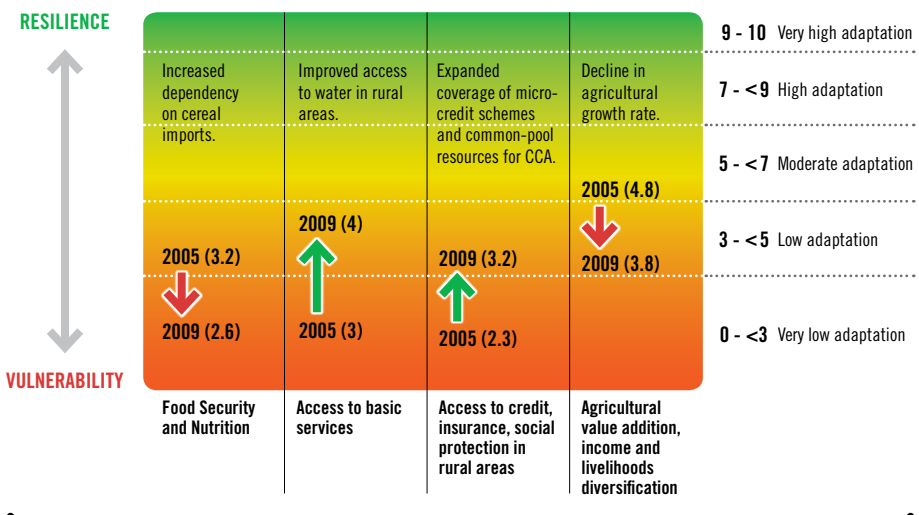 RESILIENCE
VULNERABILITY
Increased
dependency
on cereal
imports.
2005 (3.2)
2009 (2.6)
Food Security
and Nutrition
Improved access
to water in rural
areas.
2009 (4)
2005 (3)
Access to basic
services
Expanded
coverage of micro-
credit schemes
and common-pool
resources for CCA.
2009 (3.2)
2005 (2.3)
Access to credit,
insurance, social
protection in
rural areas
Decline in
agricultural
growth rate.
2005 (4.8)
2009 (3.8)
Agricultural
value addition,
income and
livelihoods
diversification
9 - 10 Very high adaptation
7 - <9 High adaptation
5 - <7 Moderate adaptation
3 - <5 Low adaptation
0 - <3 Very low adaptation